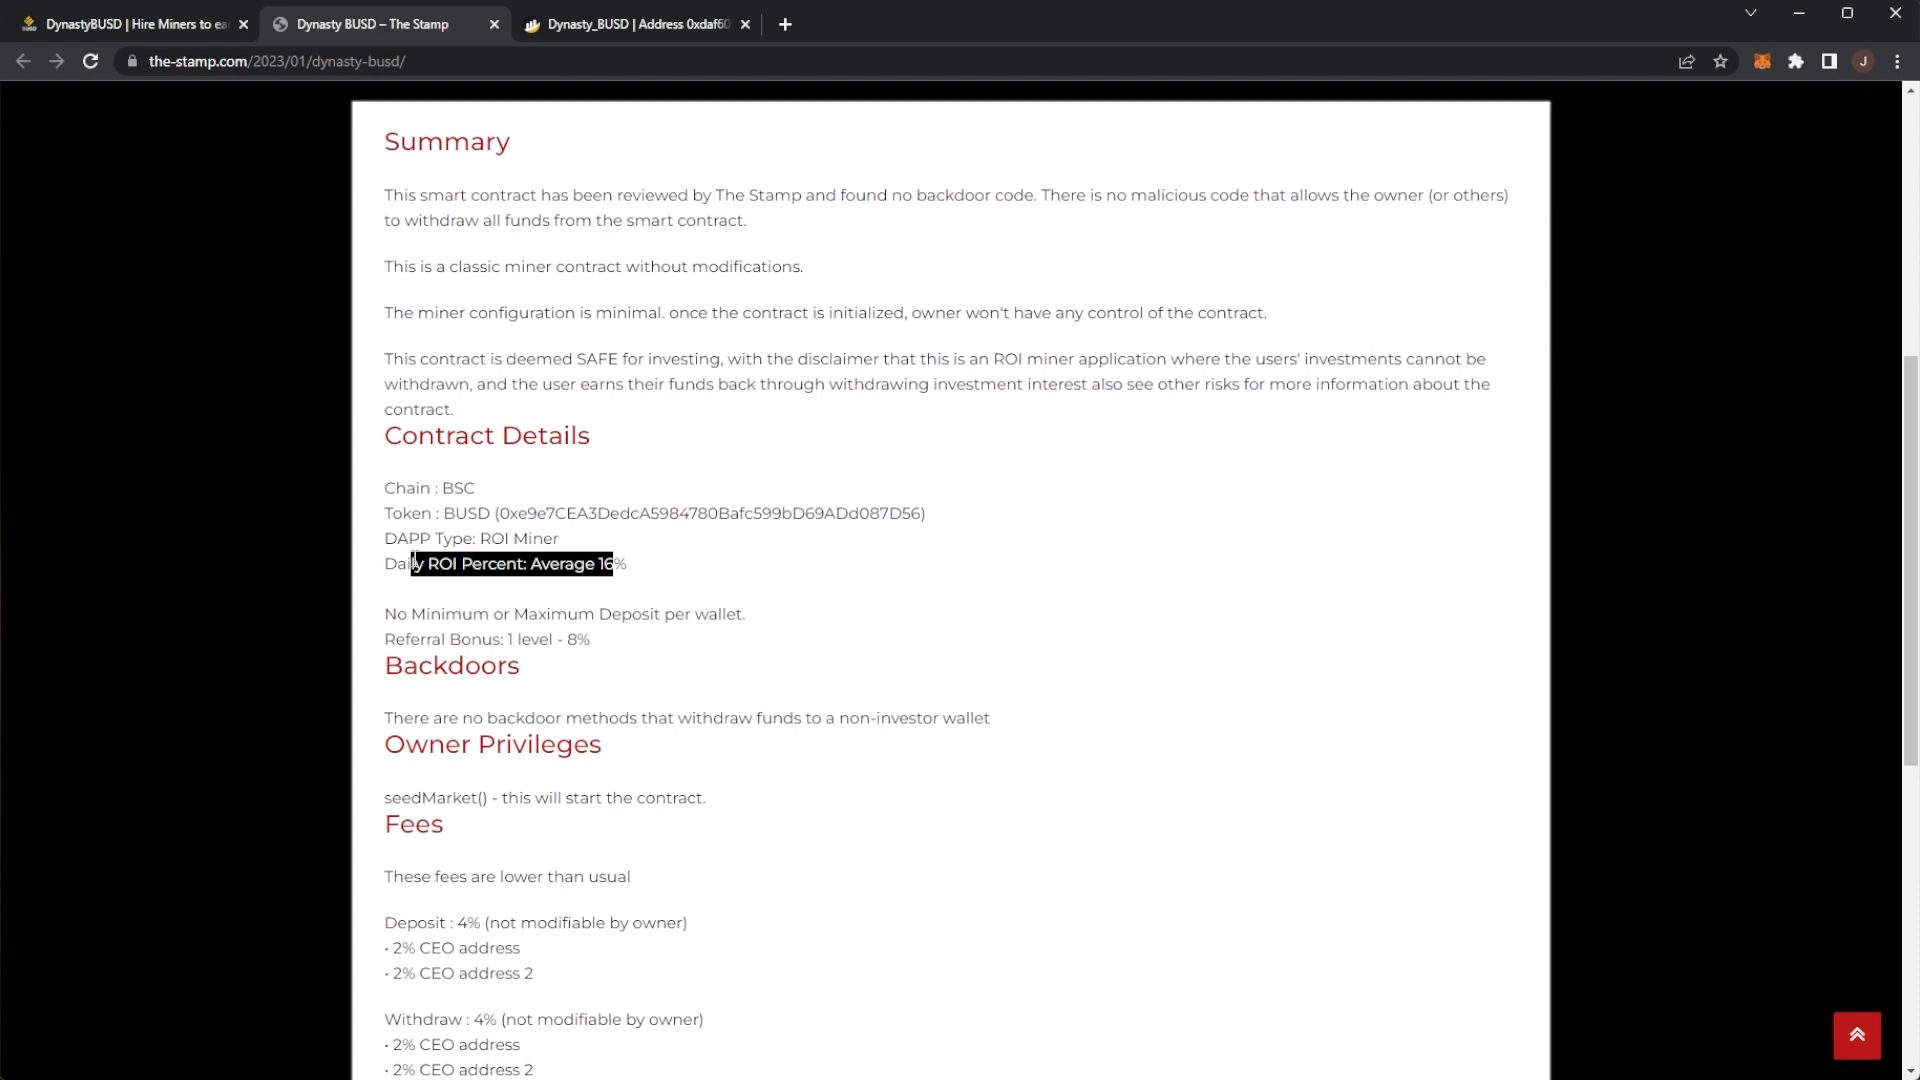 DynastyBUSD | Hire Miners to ea
Dynasty BUSD – The Stamp
Dynasty_BUSD | Address 0xdaf60
the-stamp.com/2023/01/dynasty-busd/
J
Summary
This smart contract has been reviewed by The Stamp and found no backdoor code. There is no malicious code that allows the owner (or others)
to withdraw all funds from the smart contract.
This is a classic miner contract without modifications.
The miner configuration is minimal. once the contract is initialized, owner won't have any control of the contract.
This contract is deemed SAFE for investing, with the disclaimer that this is an ROI miner application where the users' investments cannot be
withdrawn, and the user earns their funds back through withdrawing investment interest also see other risks for more information about the
contract.
Contract Details
Chain : BSC
Token : BUSD (0xe9e7CEA3DedcA5984780Bafc599bD69ADd087D56)
DAPP Type: ROI Miner
Daily ROI Percent: Average 16%
No Minimum or Maximum Deposit per wallet.
Referral Bonus: 1 level - 8%
Backdoors
There are no backdoor methods that withdraw funds to a non-investor wallet
Owner Privileges
seedMarket() - this will start the contract.
Fees
These fees are lower than usual
Deposit : 4% (not modifiable by owner)
• 2% CEO address
• 2% CEO address 2
Withdraw : 4% (not modifiable by owner)
• 2% CEO address
• 2% CEO address 2